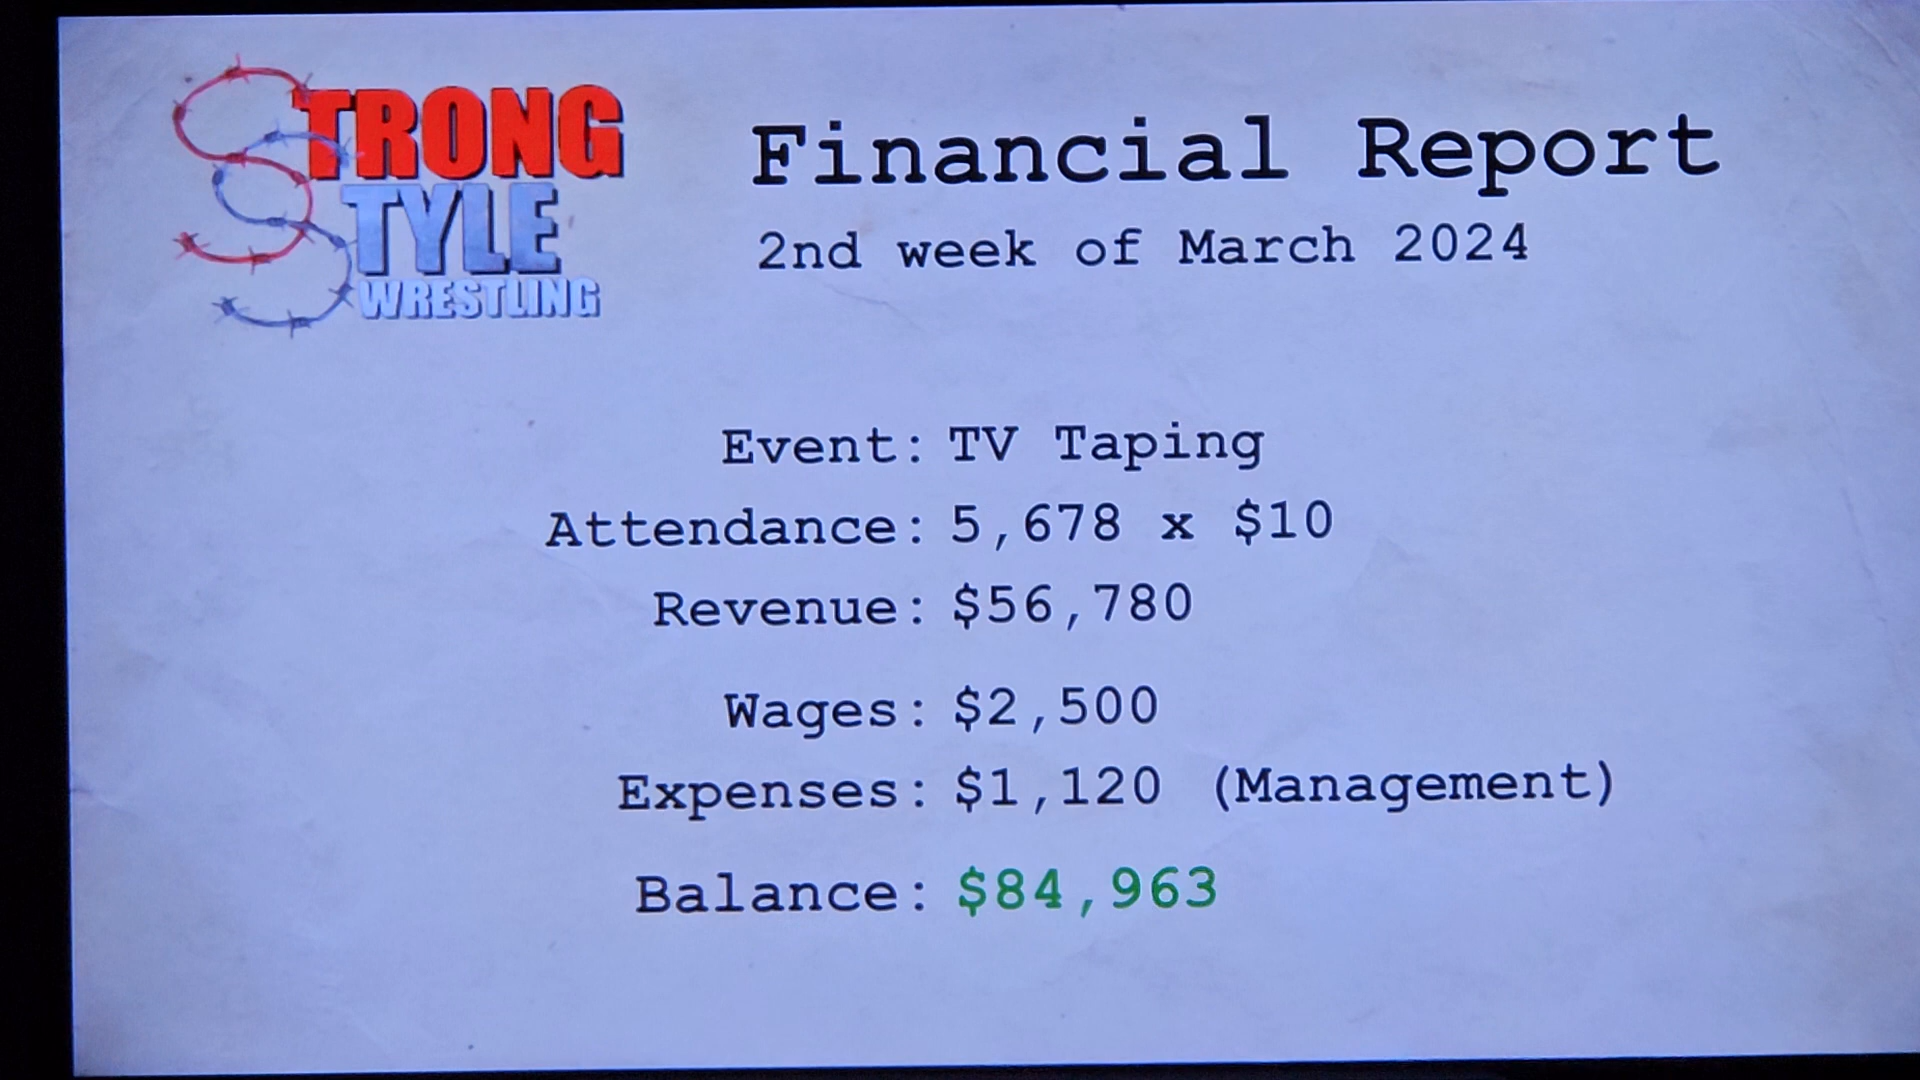 STRONG
STYLE
WRESTLING
Financial Report
2nd week of March 2024
Event: TV Taping
Attendance: 5,678 x $10
Revenue: $56,780
Wages: $2,500
Expenses: $1,120 (Management)
Balance: $84,963